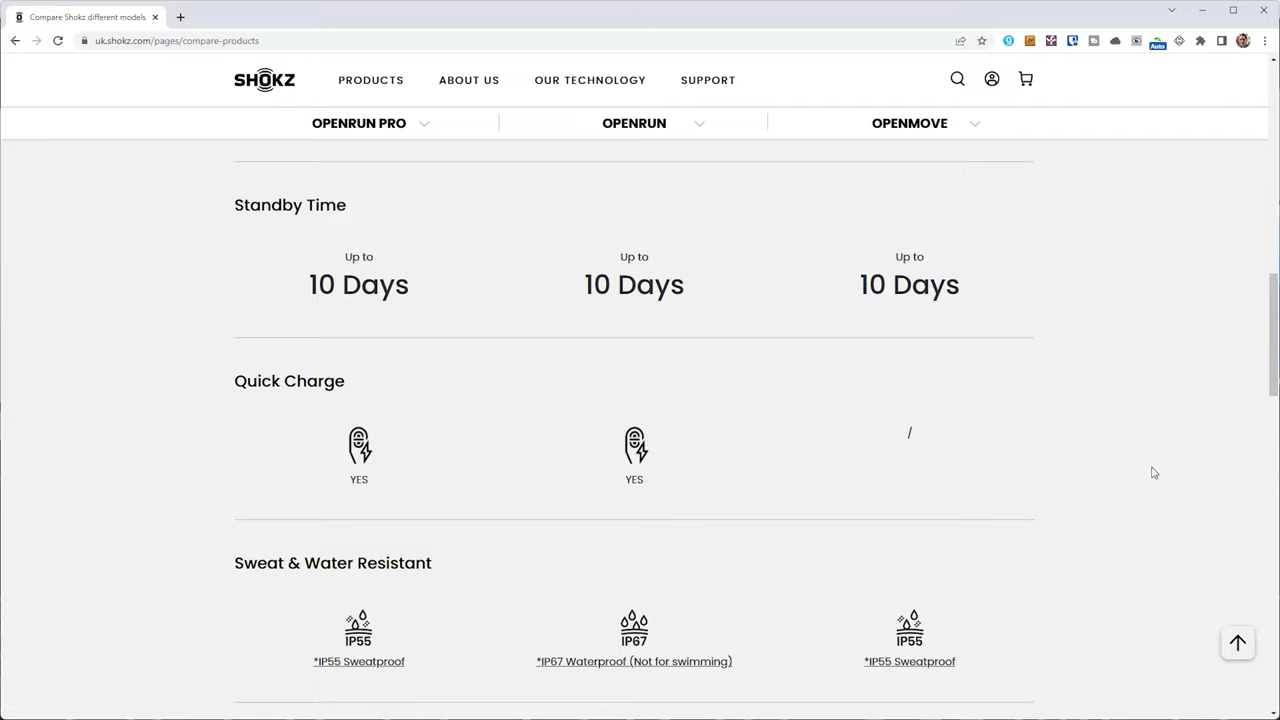 Compare Shokz different models
uk.shokz.com/pages/compare-products
Auto
SHOKZ
PRODUCTS
ABOUT US
OUR TECHNOLOGY
SUPPORT
OPENRUN PRO
OPENRUN
OPENMOVE
Standby Time
Up to
10 Days
Up to
10 Days
Up to
10 Days
Quick Charge
YES
YES
/
Sweat & Water Resistant
IP55
*IP55 Sweatproof
IP67
*IP67 Waterproof (Not for swimming)
IP55
*IP55 Sweatproof